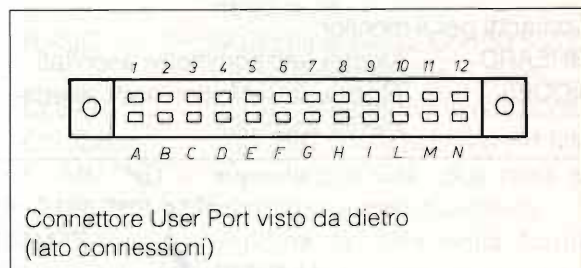 1 2 3 4 5 6 7 8 9 10 11 12
A B C D E F G H I L M N
Connettore User Port visto da dietro
(lato connessioni)